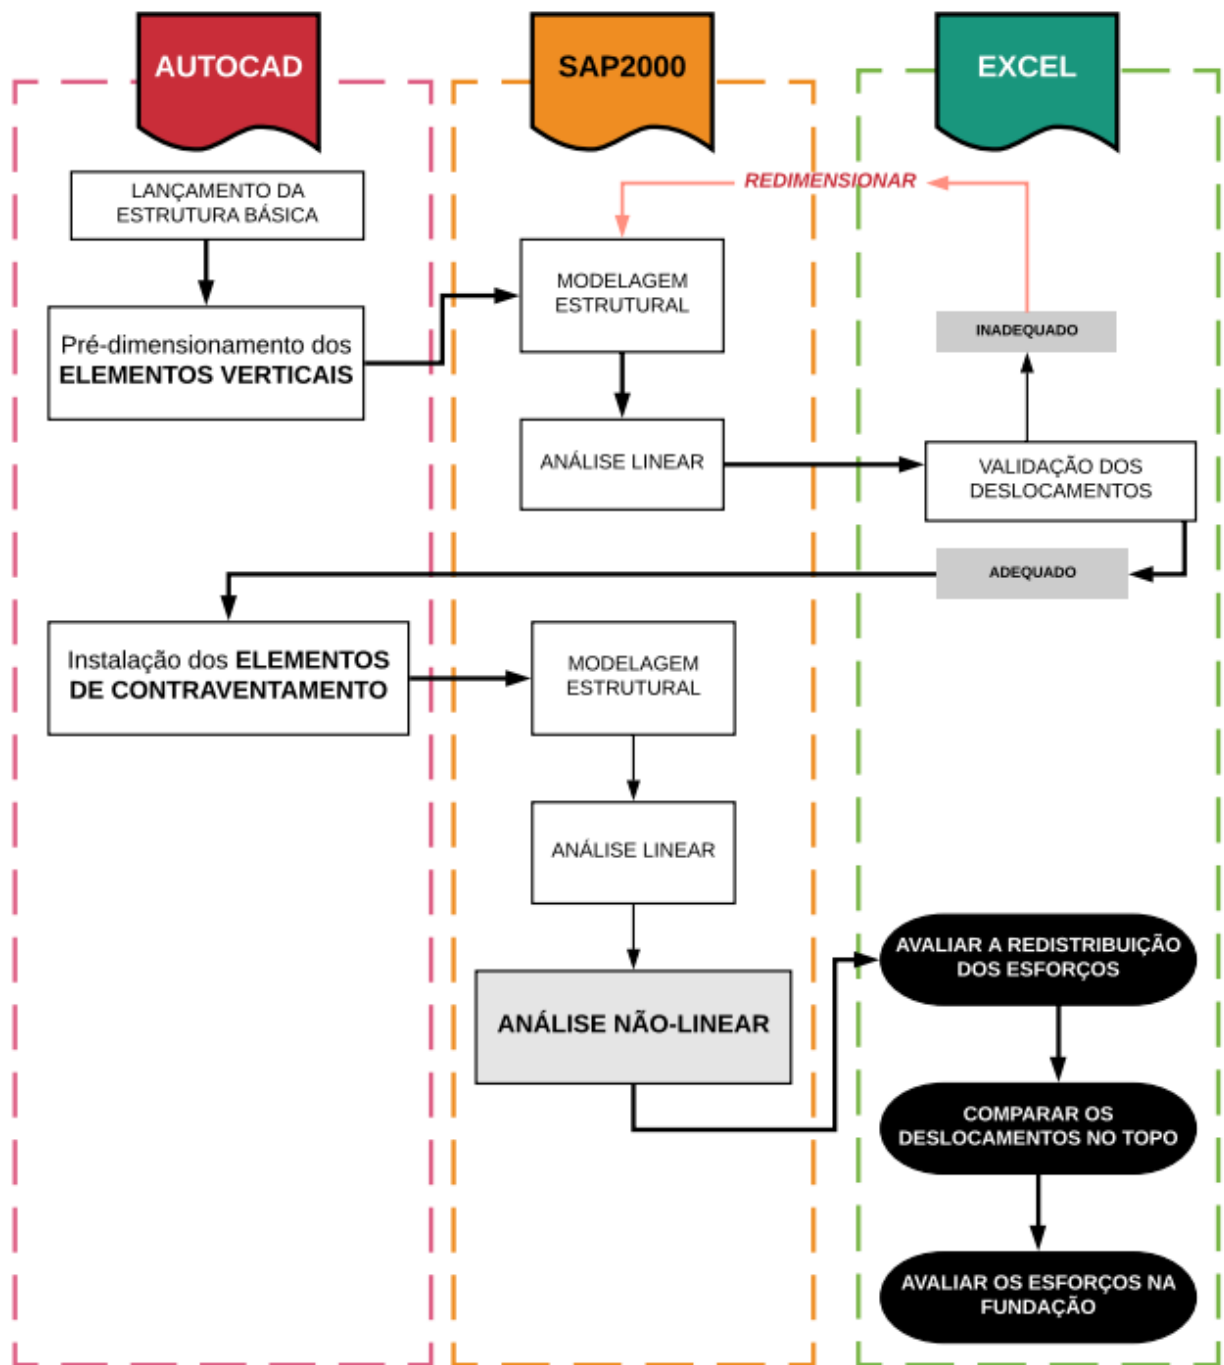 AUTOCAD
SAP2000
EXCEL
LANÇAMENTO DA
ESTRUTURA BÁSICA
REDIMENSIONAR
Pré-dimensionamento dos
ELEMENTOS VERTICAIS
MODELAGEM
ESTRUTURAL
INADEQUADO
ANÁLISE LINEAR
VALIDAÇÃO DOS
DESLOCAMENTOS
ADEQUADO
Instalação dos ELEMENTOS
DE CONTRAVENTAMENTO
MODELAGEM
ESTRUTURAL
ANÁLISE LINEAR
ANÁLISE NÃO-LINEAR
AVALIAR A REDISTRIBUIÇÃO
DOS ESFORÇOS
COMPARAR OS
DESLOCAMENTOS NO TOPO
AVALIAR OS ESFORÇOS NA
FUNDAÇÃO